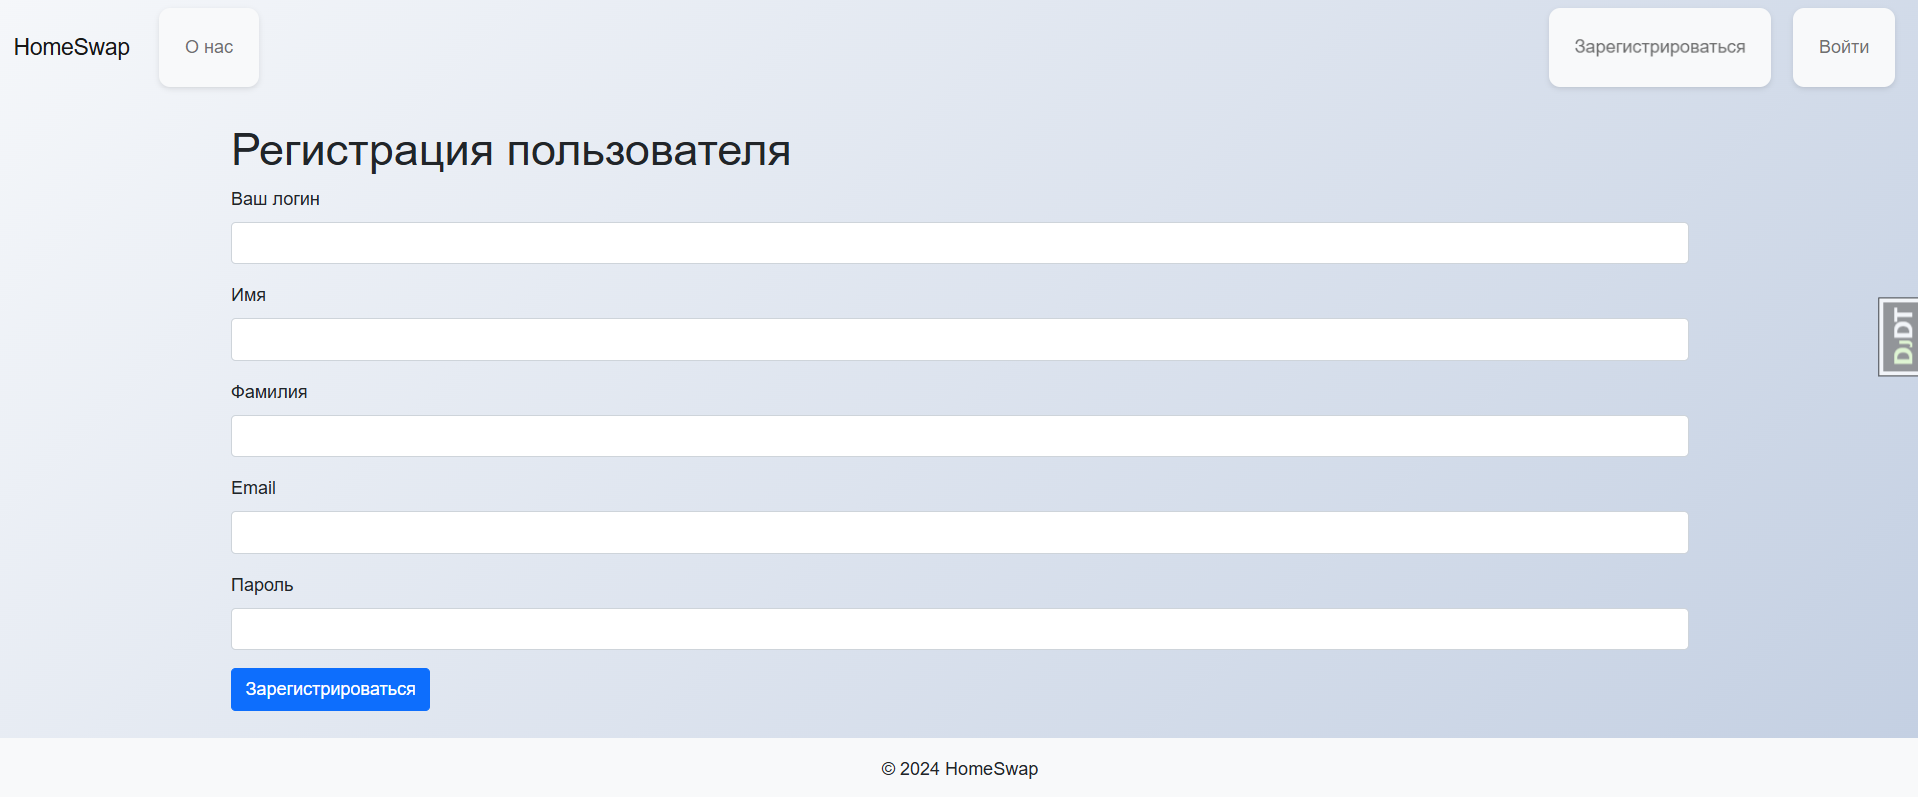 HomeSwap
О нас
Зарегистрироваться
Войти
Регистрация пользователя
Ваш логин
Имя
Фамилия
Email
Пароль
Зарегистрироваться
DJDT
© 2024 HomeSwap